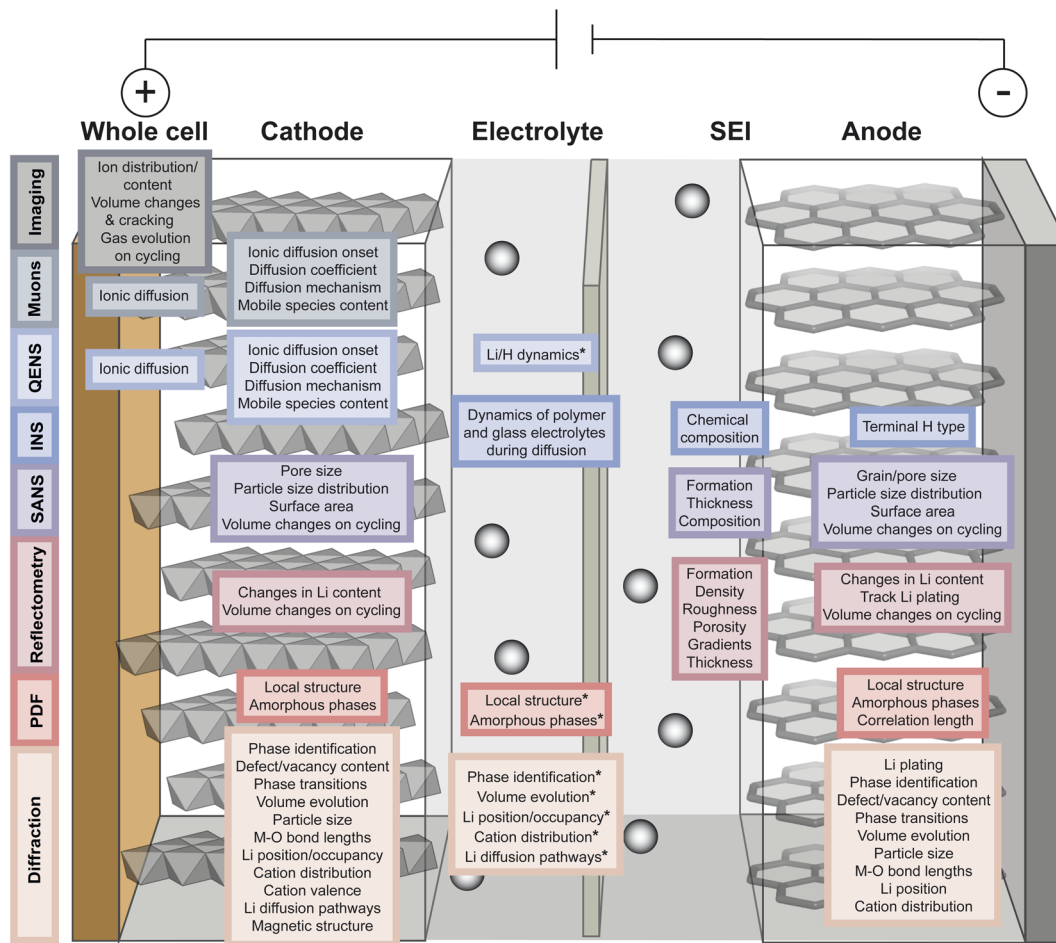 +
-
Whole cell
Cathode
Electrolyte
SEI
Anode
Imaging
Ion distribution/
content
Volume changes
& cracking
Gas evolution
on cycling
Muons
Ionic diffusion
Ionic diffusion onset
Diffusion coefficient
Diffusion mechanism
Mobile species content
QENS
Ionic diffusion
Ionic diffusion onset
Diffusion coefficient
Diffusion mechanism
Mobile species content
Li/H dynamics*
INS
Dynamics of polymer
and glass electrolytes
during diffusion
Chemical
composition
Terminal H type
SANS
Pore size
Particle size distribution
Surface area
Volume changes on cycling
Formation
Thickness
Composition
Grain/pore size
Particle size distribution
Surface area
Volume changes on cycling
Reflectometry
Changes in Li content
Volume changes on cycling
Formation
Density
Roughness
Porosity
Gradients
Thickness
Changes in Li content
Track Li plating
Volume changes on cycling
PDF
Local structure
Amorphous phases
Local structure*
Amorphous phases*
Local structure
Amorphous phases
Correlation length
Diffraction
Phase identification
Defect/vacancy content
Phase transitions
Volume evolution
Particle size
M-O bond lengths
Li position/occupancy
Cation distribution
Cation valence
Li diffusion pathways
Magnetic structure
Phase identification*
Volume evolution*
Li position/occupancy*
Cation distribution*
Li diffusion pathways*
Li plating
Phase identification
Defect/vacancy content
Phase transitions
Volume evolution
Particle size
M-O bond lengths
Li position
Cation distribution